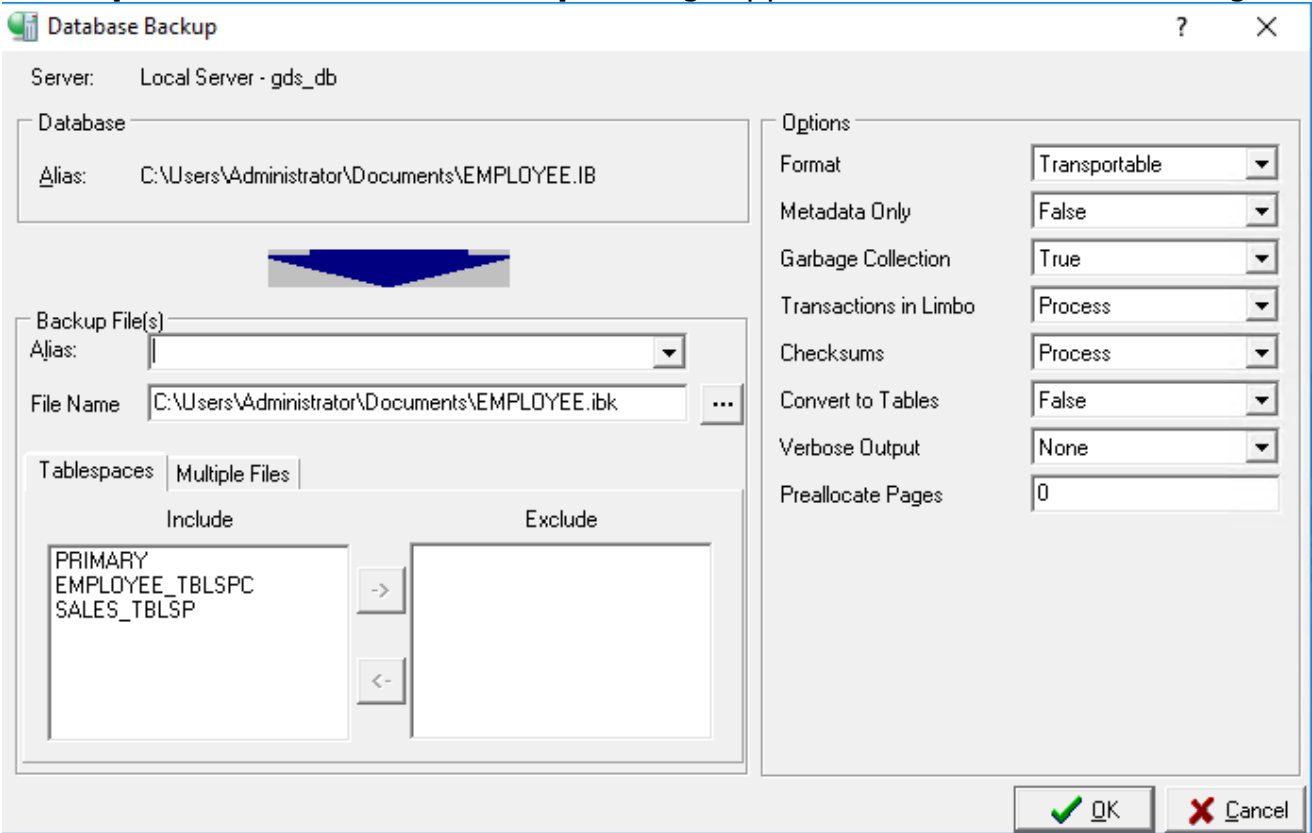 Database Backup
?
Server: Local Server - gds_db
Database
Alias: C:\Users\Administrator\Documents\EMPLOYEE.IB
Backup File(s)
Alias:
File Name C:\Users\Administrator\Documents\EMPLOYEE.ibk ...
Tablespaces Multiple Files
Include Exclude
PRIMARY
EMPLOYEE_TBLSPC
SALES_TBLSP
->
<-
Options
Format Transportable
Metadata Only False
Garbage Collection True
Transactions in Limbo Process
Checksums Process
Convert to Tables False
Verbose Output None
Preallocate Pages 0
OK Cancel